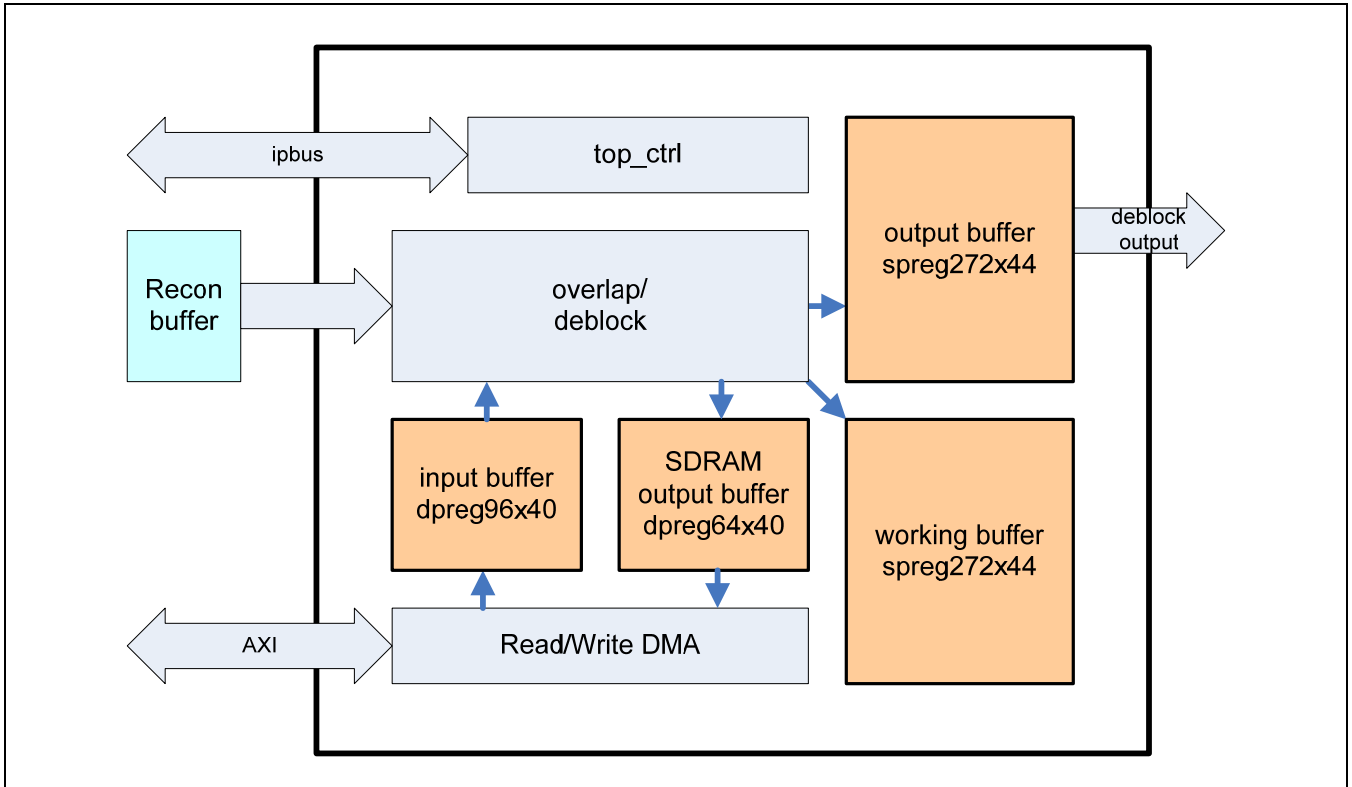 ipbus
top_ctrl
output buffer
spreg272x44
deblock
output
Recon
buffer
overlap/
deblock
input buffer
dpreg96x40
SDRAM
output buffer
dpreg64x40
working buffer
spreg272x44
AXI
Read/Write DMA